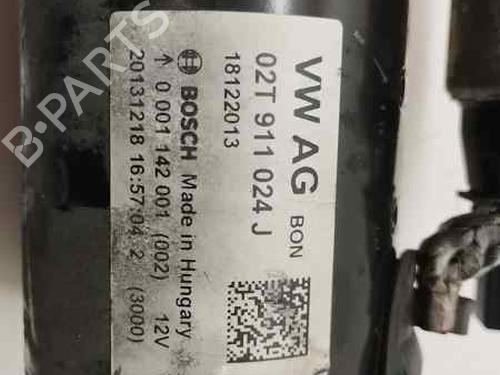 VW AG BON
02T 911 024 J
18122013
BOSCH Made in Hungary
0 001 142 001 (002) 12V
20131218 16:57:04 2 (3000)
B-PARTS